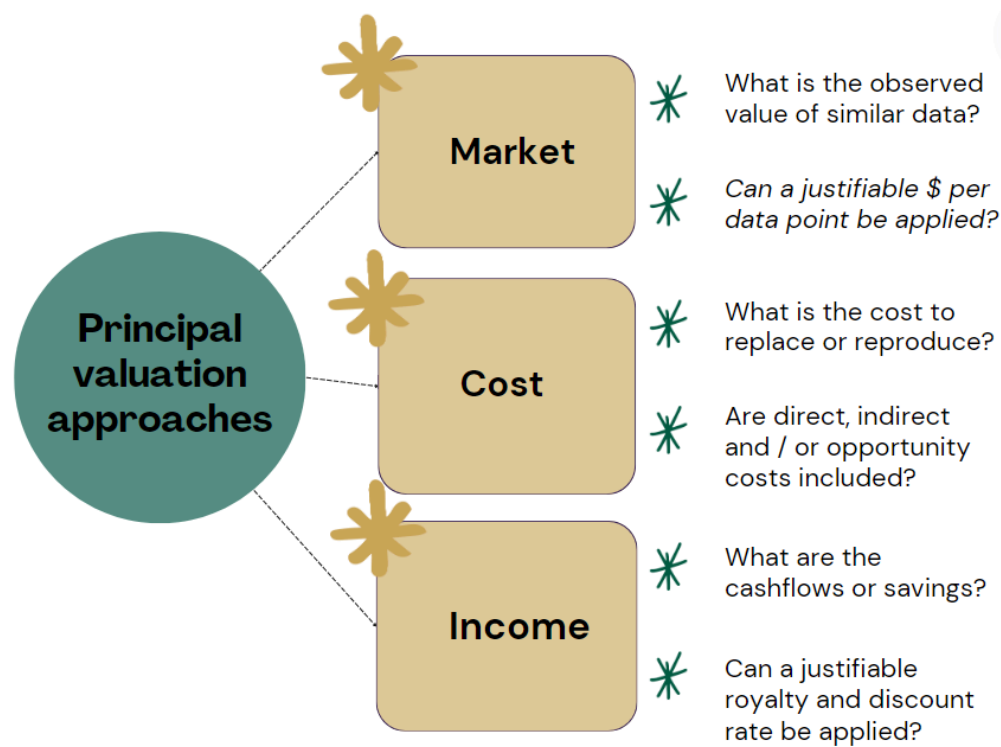 Principal
valuation
approaches
Market
What is the observed
value of similar data?
Can a justifiable $ per
data point be applied?
Cost
What is the cost to
replace or reproduce?
Are direct, indirect
and / or opportunity
costs included?
Income
What are the
cashflows or savings?
Can a justifiable
royalty and discount
rate be applied?